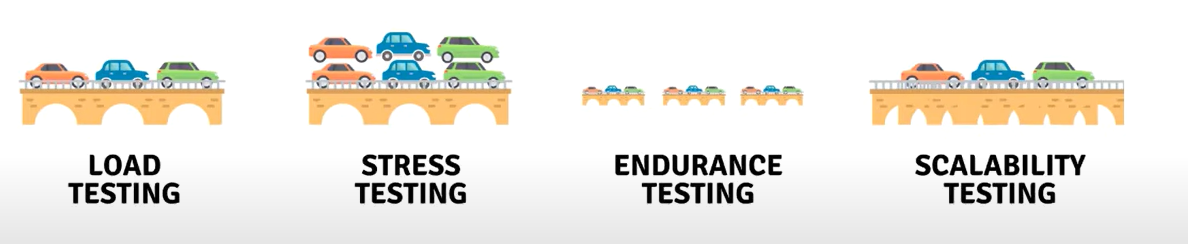 LOAD
TESTING
STRESS
TESTING
ENDURANCE
TESTING
SCALABILITY
TESTING